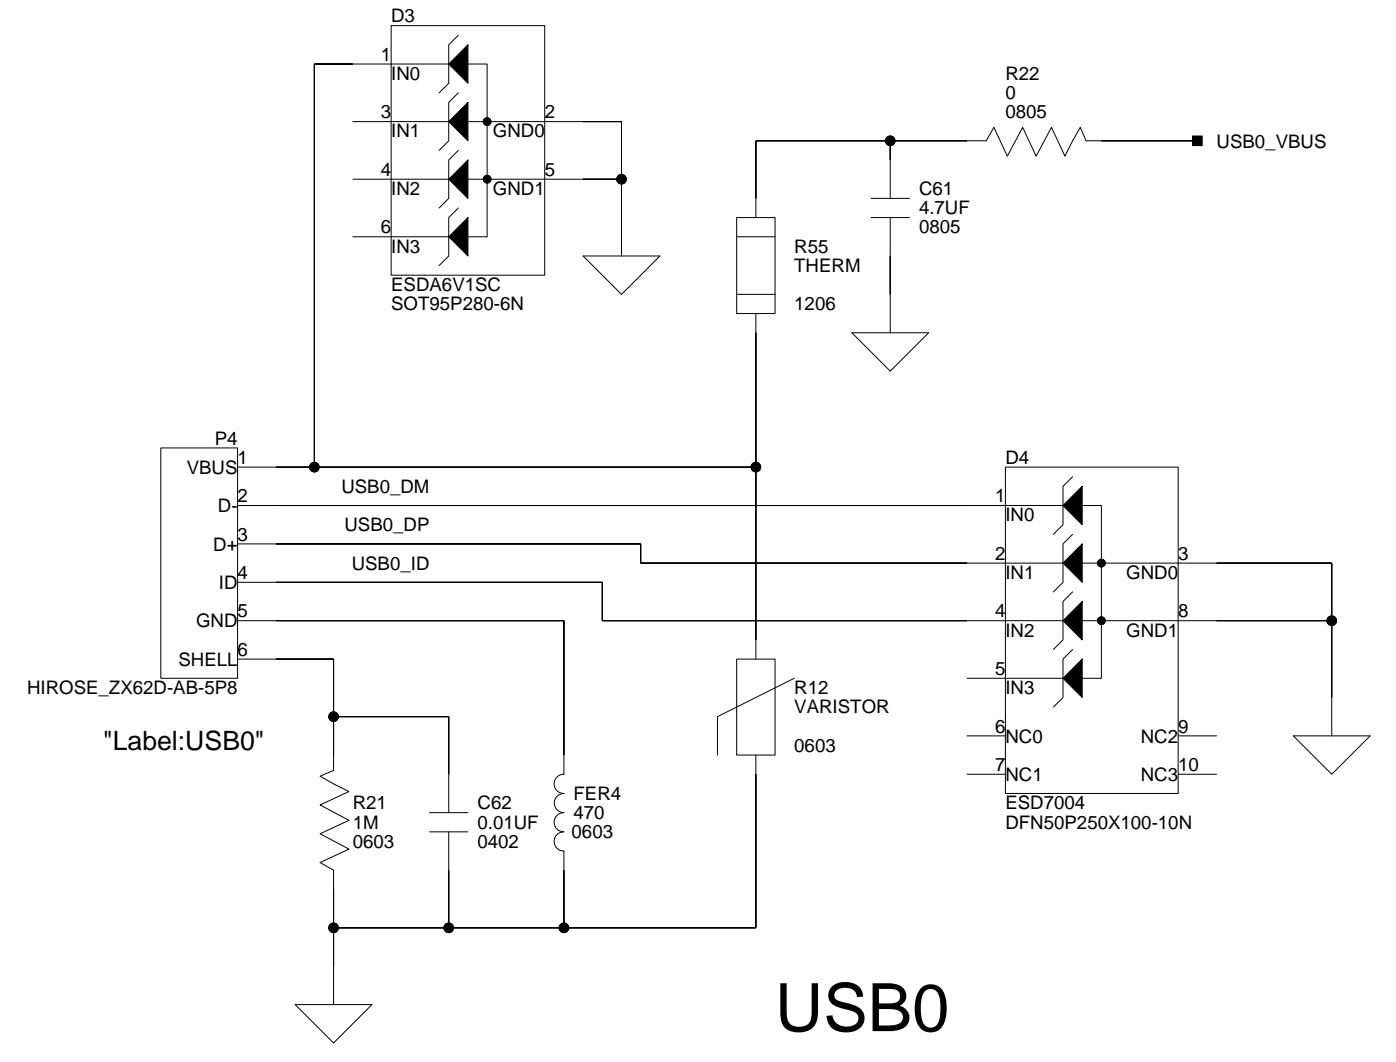 D3
1
IN0
3
IN1
4
IN2
6
IN3
2
GND0
5
GND1
ESDA6V1SC
SOT95P280-6N
R22
0
0805
USB0_VBUS
C61
4.7UF
0805
R55
THERM
1206
P4
VBUS 1
D- 2
D+ 3
ID 4
GND 5
SHELL 6
HIROSE_ZX62D-AB-5P8
"Label:USB0"
USB0_DM
USB0_DP
USB0_ID
D4
1
IN0
2
IN1
4
IN2
5
IN3
6
NC0
7
NC1
3
GND0
8
GND1
9
NC2
10
NC3
ESD7004
DFN50P250X100-10N
R12
VARISTOR
0603
R21
1M
0603
C62
0.01UF
0402
FER4
470
0603
USB0